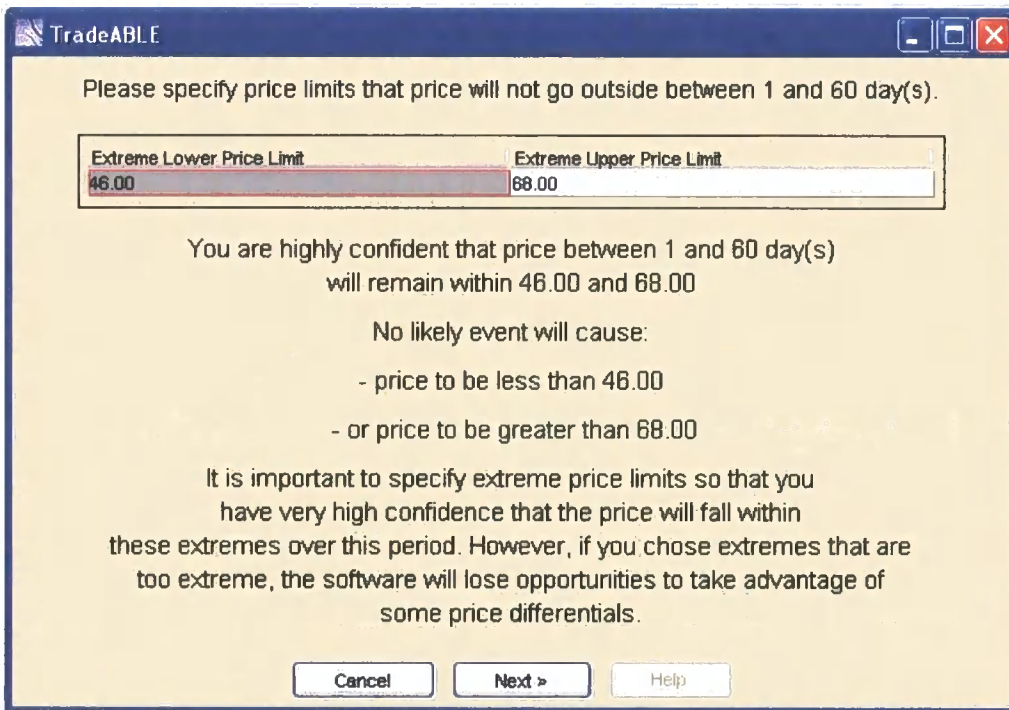 TradeABLE
Please specify price limits that price will not go outside between 1 and 60 day(s).
Extreme Lower Price Limit Extreme Upper Price Limit
46.00 68.00
You are highly confident that price between 1 and 60 day(s)
will remain within 46.00 and 68.00
No likely event will cause:
- price to be less than 46.00
- or price to be greater than 68.00
It is important to specify extreme price limits so that you
have very high confidence that the price will fall within
these extremes over this period. However, if you chose extremes that are
too extreme, the software will lose opportunities to take advantage of
some price differentials.
Cancel Next » Help